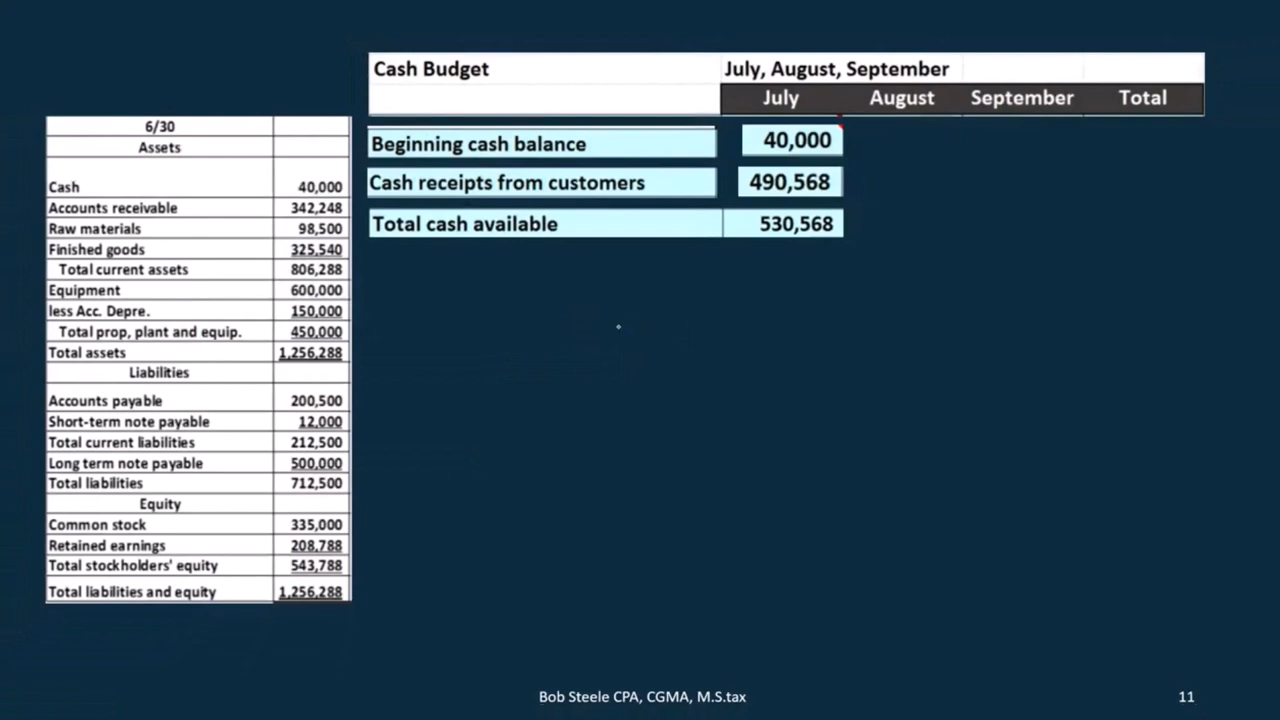 Cash Budget July, August, September
July August September Total
Beginning cash balance 40,000
Cash receipts from customers 490,568
Total cash available 530,568
6/30
Assets
Cash 40,000
Accounts receivable 342,248
Raw materials 98,500
Finished goods 325,540
Total current assets 806,288
Equipment 600,000
less Acc. Depre. 150,000
Total prop, plant and equip. 450,000
Total assets 1,256,288
Liabilities
Accounts payable 200,500
Short-term note payable 12,000
Total current liabilities 212,500
Long term note payable 500,000
Total liabilities 712,500
Equity
Common stock 335,000
Retained earnings 208,788
Total stockholders' equity 543,788
Total liabilities and equity 1,256,288
Bob Steele CPA, CGMA, M.S.tax 11